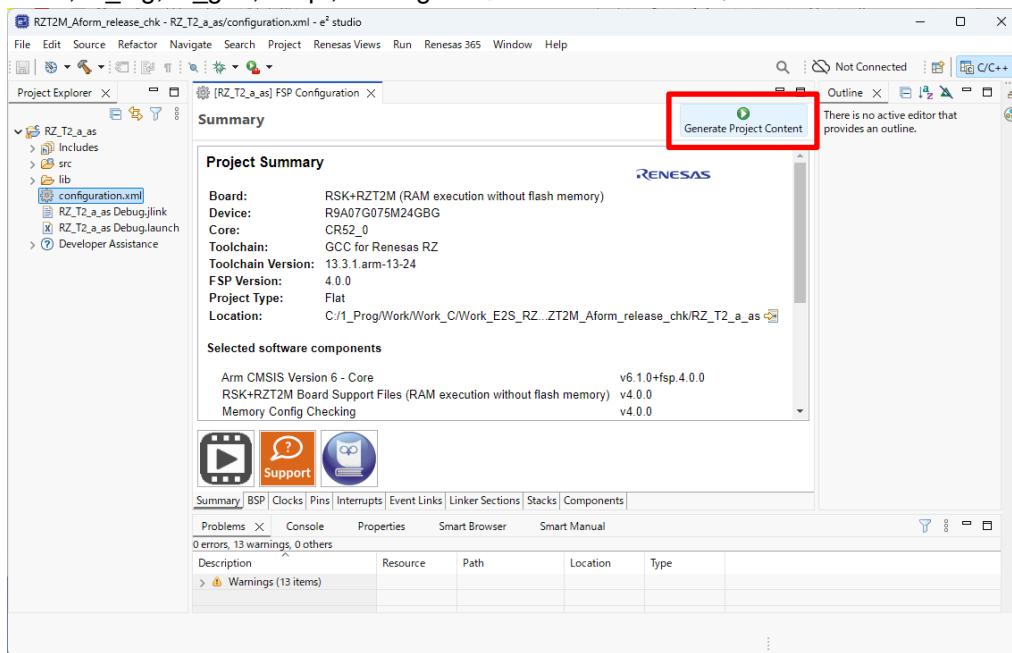 RZT2M_Aform_release_chk - RZ_T2_a_as/configuration.xml - e² studio
File Edit Source Refactor Navigate Search Project Renesas Views Run Renesas 365 Window Help
Not Connected
C/C++
Project Explorer
[RZ_T2_a_as] FSP Configuration
Outline
RZ_T2_a_as
Includes
src
lib
configuration.xml
RZ_T2_a_as Debug.jlink
RZ_T2_a_as Debug.launch
Developer Assistance
Summary
Generate Project Content
There is no active editor that
provides an outline.
Project Summary
RENESAS
Board: RSK+RZT2M (RAM execution without flash memory)
Device: R9A07G075M24GBG
Core: CR52_0
Toolchain: GCC for Renesas RZ
Toolchain Version: 13.3.1.arm-13-24
FSP Version: 4.0.0
Project Type: Flat
Location: C:/1_Prog/Work/Work_C/Work_E2S_RZ...ZT2M_Aform_release_chk/RZ_T2_a_as
Selected software components
Arm CMSIS Version 6 - Core v6.1.0+fsp.4.0.0
RSK+RZT2M Board Support Files (RAM execution without flash memory) v4.0.0
Memory Config Checking v4.0.0
Support
Summary BSP Clocks Pins Interrupts Event Links Linker Sections Stacks Components
Problems Console Properties Smart Browser Smart Manual
0 errors, 13 warnings, 0 others
Description Resource Path Location Type
Warnings (13 items)